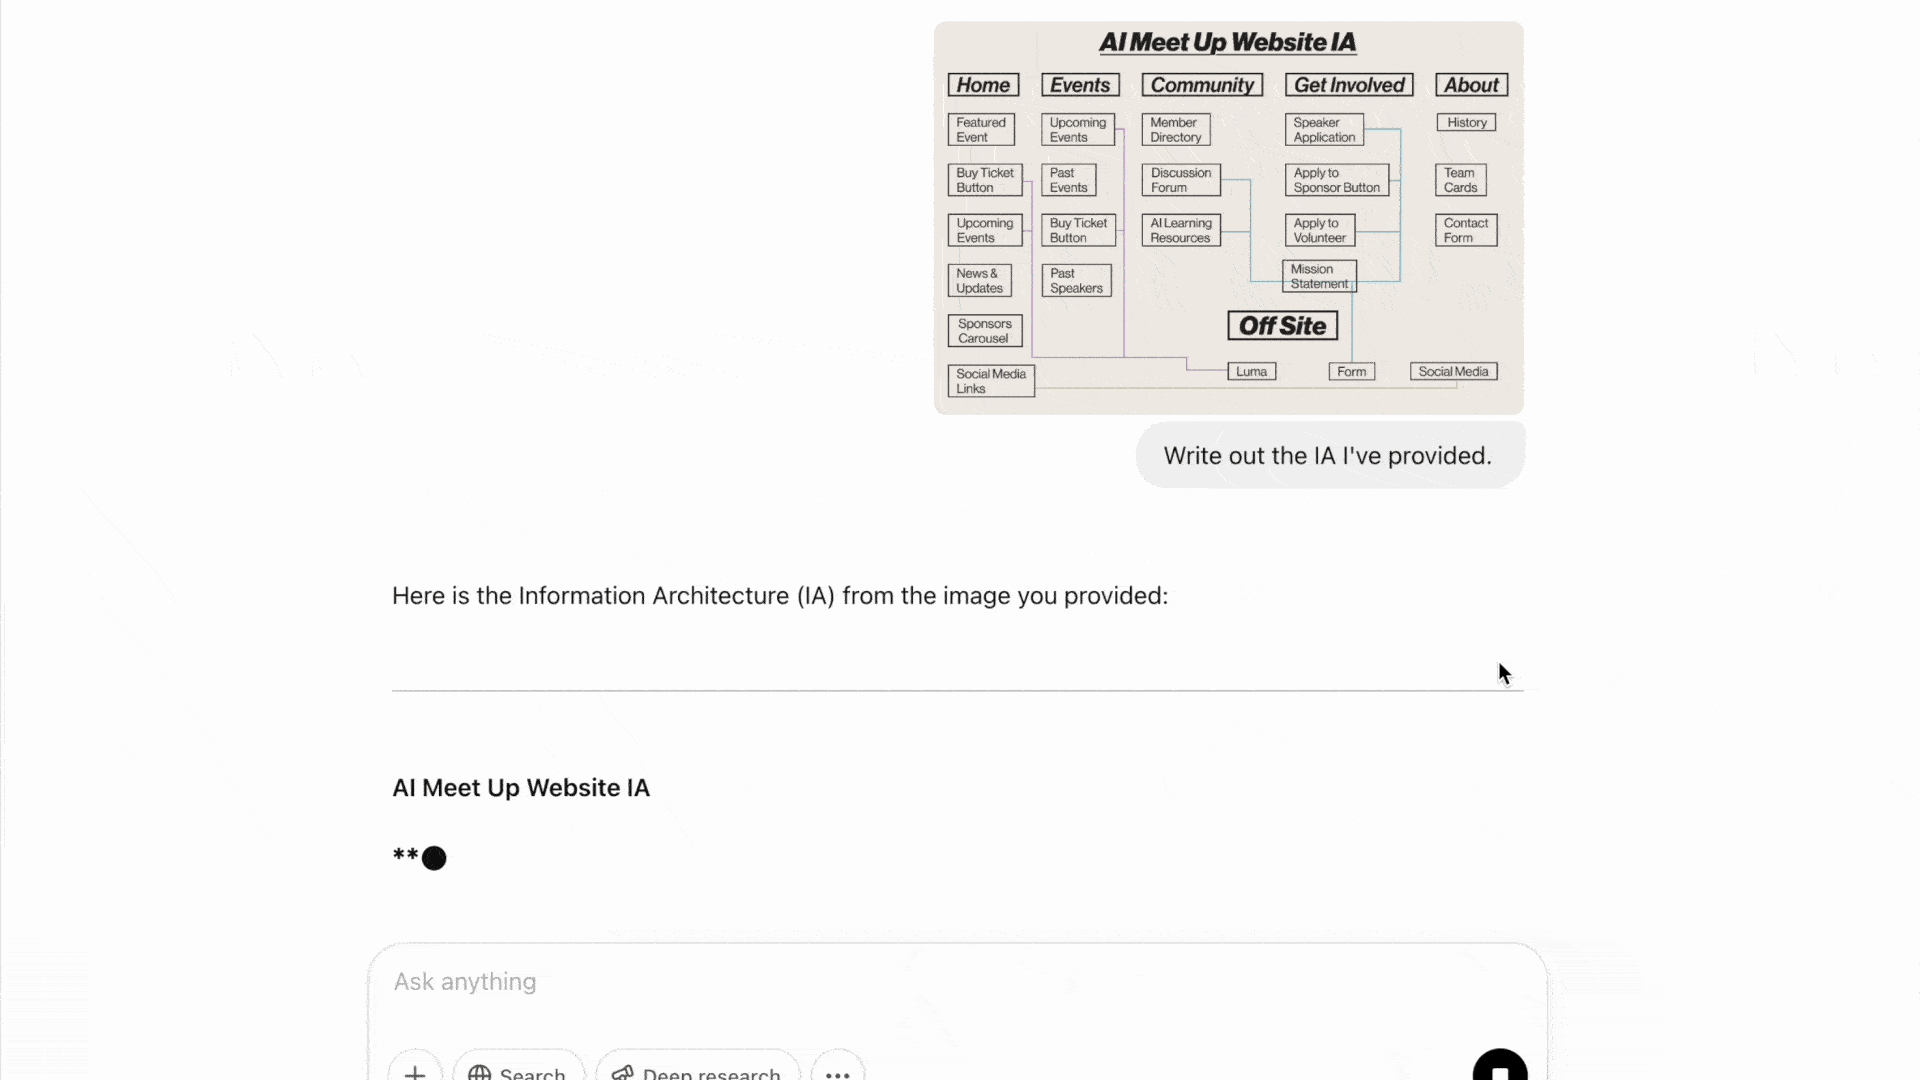 AI Meet Up Website IA
Home
Events
Community
Get Involved
About
Featured
Event
Upcoming
Events
Member
Directory
Speaker
Application
History
Buy Ticket
Button
Past
Events
Discussion
Forum
Apply to
Sponsor Button
Team
Cards
Upcoming
Events
Buy Ticket
Button
AI Learning
Resources
Apply to
Volunteer
Contact
Form
News &
Updates
Past
Speakers
Mission
Statement
Sponsors
Carousel
Off Site
Social Media
Links
Luma
Form
Social Media
Write out the IA I've provided.
Here is the Information Architecture (IA) from the image you provided:
AI Meet Up Website IA
**
Ask anything
Search
Deep research